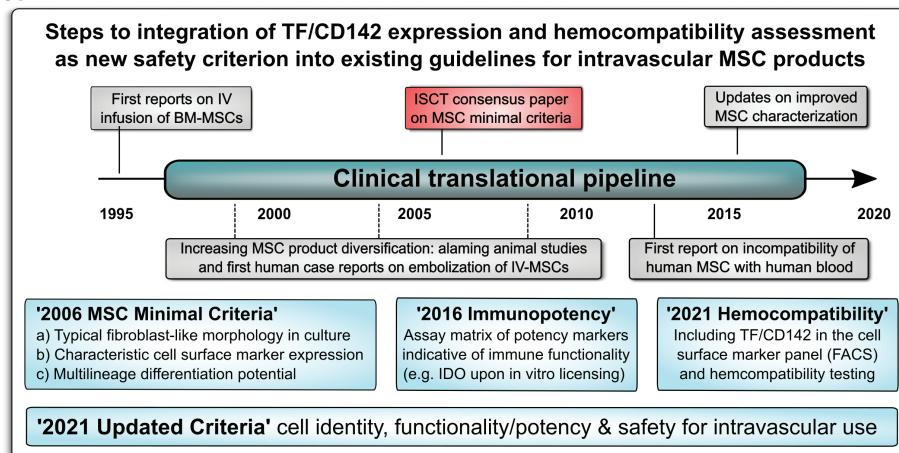 Steps to integration of TF/CD142 expression and hemocompatibility assessment
as new safety criterion into existing guidelines for intravascular MSC products
First reports on IV
infusion of BM-MSCs
ISCT consensus paper
on MSC minimal criteria
Updates on improved
MSC characterization
Clinical translational pipeline
1995
2000
2005
2010
2015
2020
Increasing MSC product diversification: alaming animal studies
and first human case reports on embolization of IV-MSCs
First report on incompatibility of
human MSC with human blood
'2006 MSC Minimal Criteria'
a) Typical fibroblast-like morphology in culture
b) Characteristic cell surface marker expression
c) Multilineage differentiation potential
'2016 Immunopotency'
Assay matrix of potency markers
indicative of immune functionality
(e.g. IDO upon in vitro licensing)
'2021 Hemocompatibility'
Including TF/CD142 in the cell
surface marker panel (FACS)
and hemcompatibility testing
'2021 Updated Criteria' cell identity, functionality/potency & safety for intravascular use